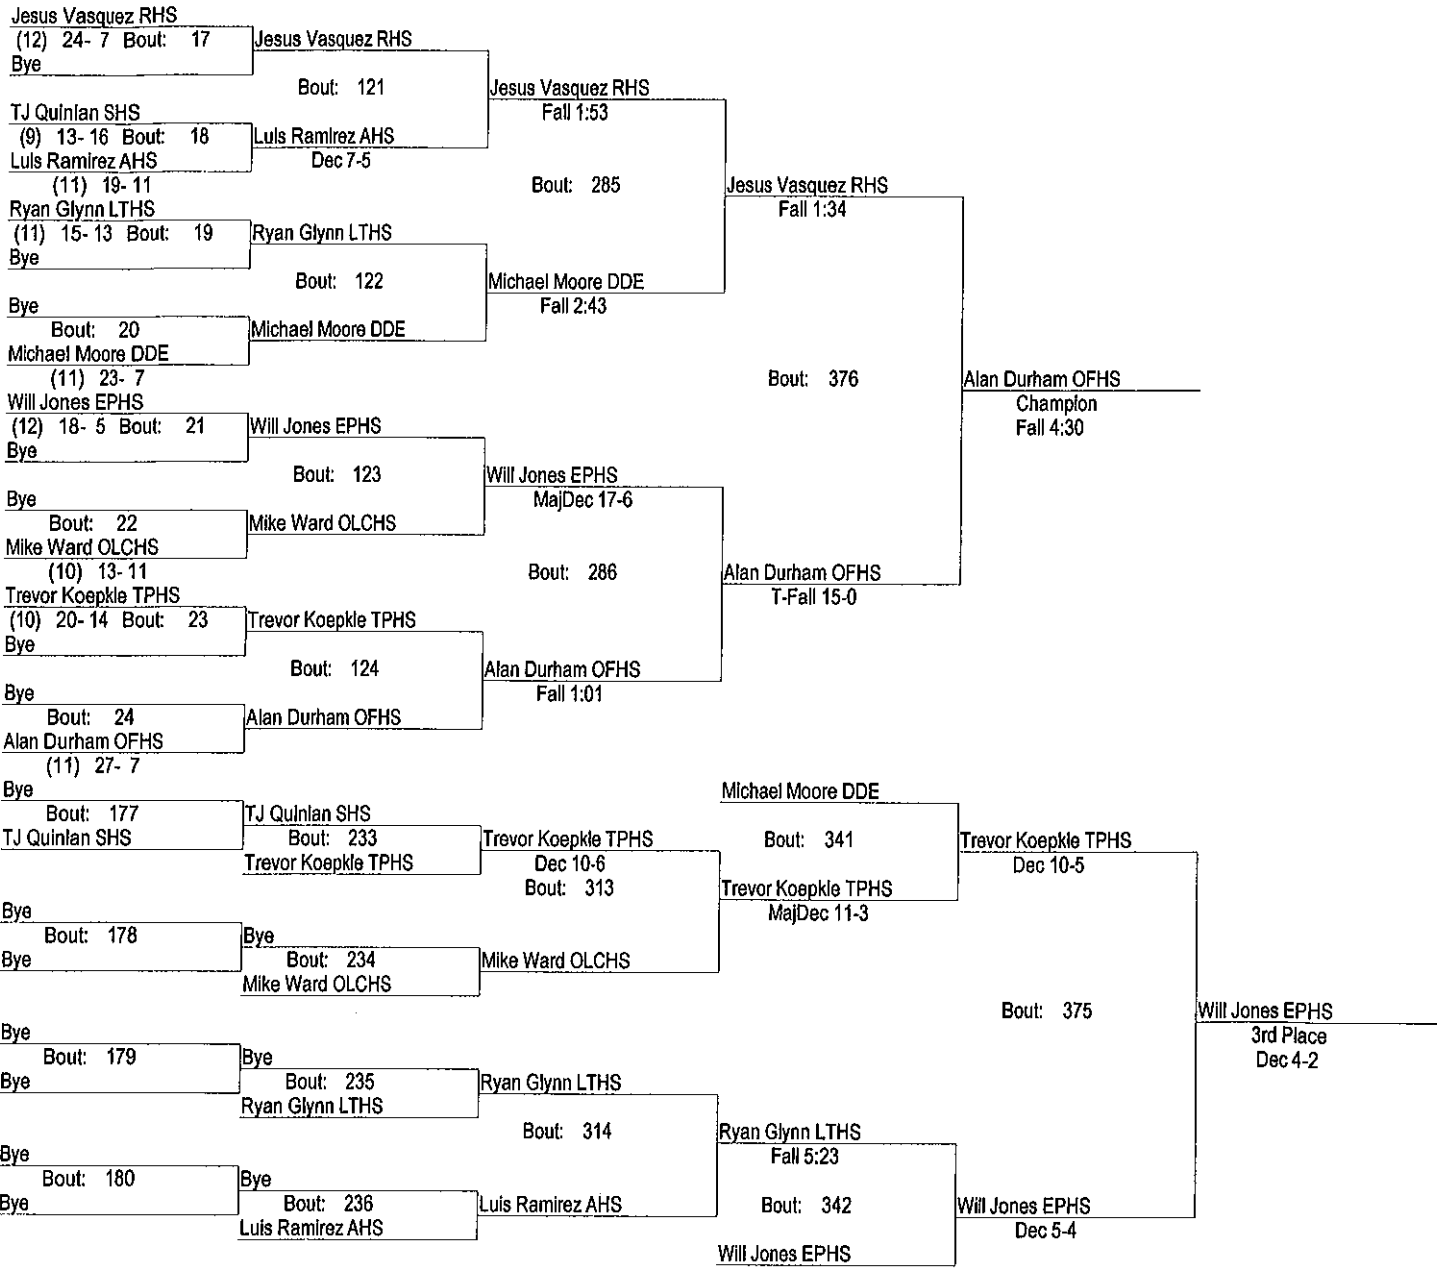 Jesus Vasquez RHS
(12) 24- 7 Bout: 17
Bye
Jesus Vasquez RHS
Bout: 121
TJ Quinlan SHS
(9) 13- 16 Bout: 18
Luis Ramirez AHS
(11) 19- 11
Luis Ramirez AHS
Dec 7-5
Jesus Vasquez RHS
Fall 1:53
Bout: 285
Ryan Glynn LTHS
(11) 15- 13 Bout: 19
Bye
Ryan Glynn LTHS
Bout: 122
Bye
Bout: 20
Michael Moore DDE
(11) 23- 7
Michael Moore DDE
Michael Moore DDE
Fall 2:43
Jesus Vasquez RHS
Fall 1:34
Bout: 376
Will Jones EPHS
(12) 18- 5 Bout: 21
Bye
Will Jones EPHS
Bout: 123
Bye
Bout: 22
Mike Ward OLCHS
(10) 13- 11
Mike Ward OLCHS
Will Jones EPHS
MajDec 17-6
Bout: 286
Trevor Koepkle TPHS
(10) 20- 14 Bout: 23
Bye
Trevor Koepkle TPHS
Bout: 124
Bye
Bout: 24
Alan Durham OFHS
(11) 27- 7
Alan Durham OFHS
Alan Durham OFHS
Fall 1:01
Alan Durham OFHS
T-Fall 15-0
Alan Durham OFHS
Champion
Fall 4:30
Bye
Bout: 177
TJ Quinlan SHS
TJ Quinlan SHS
Bout: 233
Trevor Koepkle TPHS
Trevor Koepkle TPHS
Dec 10-6
Bout: 313
Bye
Bout: 178
Bye
Bye
Bout: 234
Mike Ward OLCHS
Mike Ward OLCHS
Michael Moore DDE
Bout: 341
Trevor Koepkle TPHS
MajDec 11-3
Trevor Koepkle TPHS
Dec 10-5
Bout: 375
Bye
Bout: 179
Bye
Bye
Bout: 235
Ryan Glynn LTHS
Ryan Glynn LTHS
Bout: 314
Bye
Bout: 180
Bye
Bye
Bout: 236
Luis Ramirez AHS
Luis Ramirez AHS
Ryan Glynn LTHS
Fall 5:23
Bout: 342
Will Jones EPHS
Will Jones EPHS
Dec 5-4
Will Jones EPHS
3rd Place
Dec 4-2